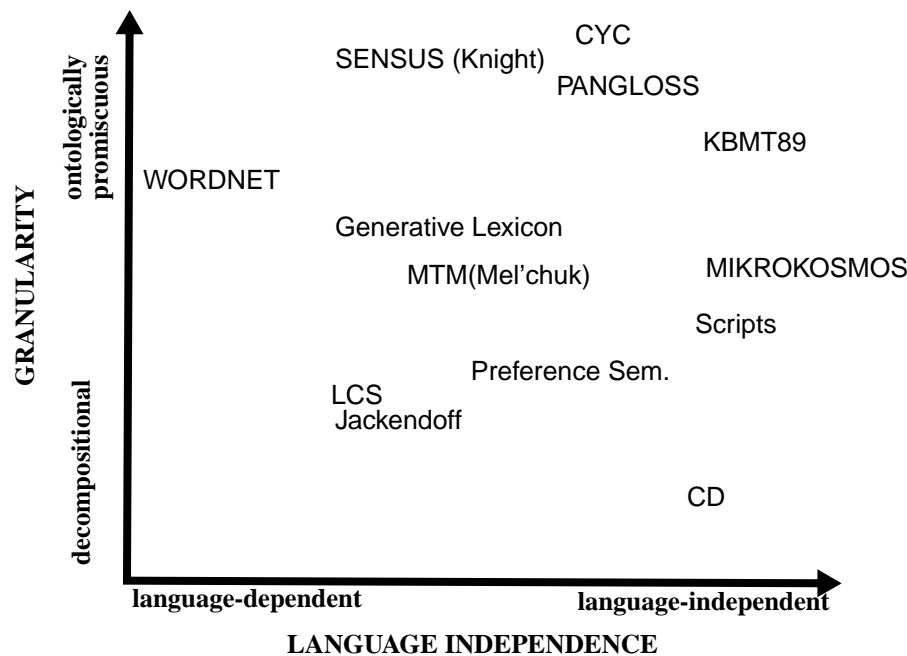 CYC
SENSUS (Knight)
PANGLOSS
KBMT89
WORDNET
Generative Lexicon
MTM(Mel'chuk)
MIKROKOSMOS
Scripts
Preference Sem.
LCS
Jackendoff
CD
GRANULARITY
ontologically
promiscuous
decompositional
language-dependent
language-independent
LANGUAGE INDEPENDENCE